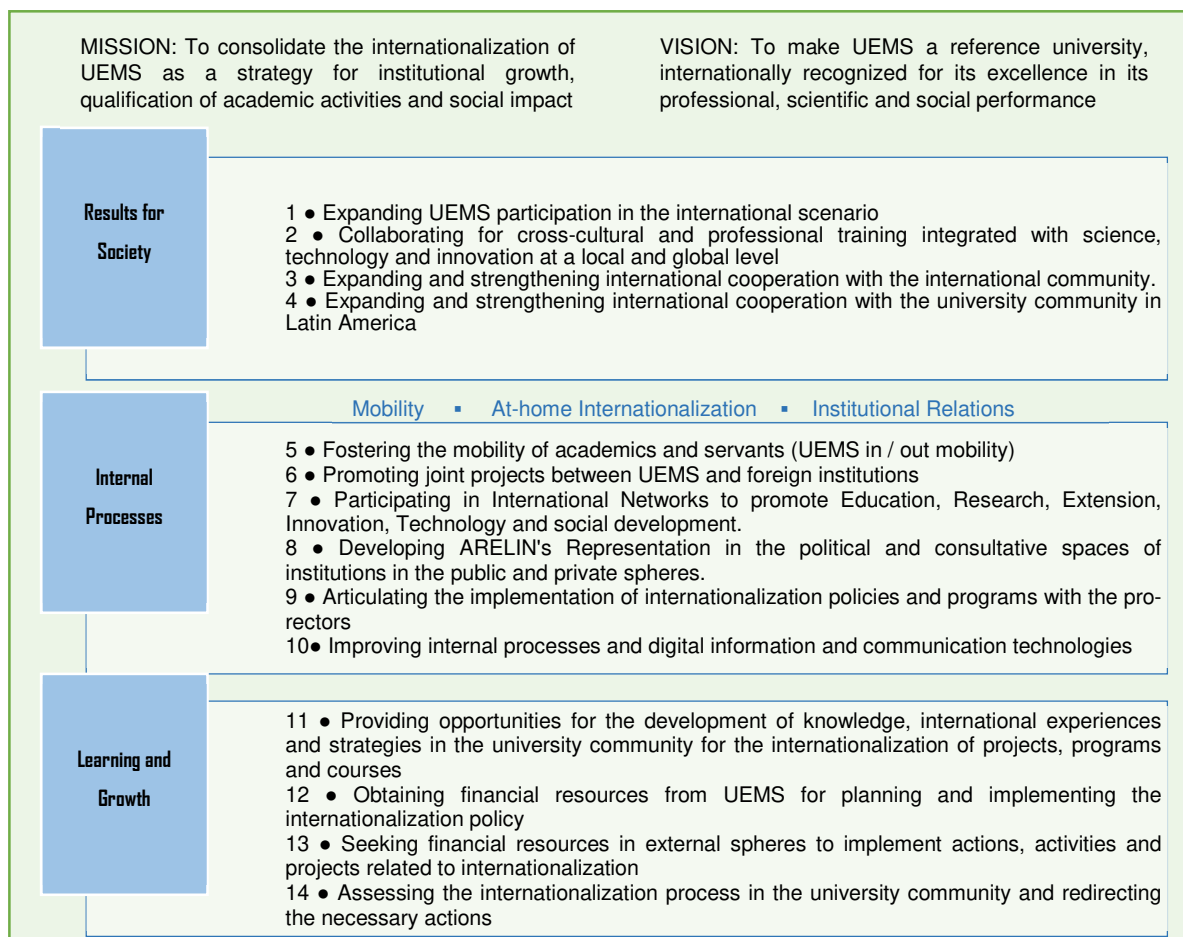 MISSION: To consolidate the internationalization of
UEMS as a strategy for institutional growth,
qualification of academic activities and social impact
VISION: To make UEMS a reference university,
internationally recognized for its excellence in its
professional, scientific and social performance
Results for
Society
1 ● Expanding UEMS participation in the international scenario
2 ● Collaborating for cross-cultural and professional training integrated with science,
technology and innovation at a local and global level
3 ● Expanding and strengthening international cooperation with the international community.
4 ● Expanding and strengthening international cooperation with the university community in
Latin America
Mobility ▪ At-home Internationalization ▪ Institutional Relations
Internal
Processes
5 ● Fostering the mobility of academics and servants (UEMS in / out mobility)
6 ● Promoting joint projects between UEMS and foreign institutions
7 ● Participating in International Networks to promote Education, Research, Extension,
Innovation, Technology and social development.
8 ● Developing ARELIN's Representation in the political and consultative spaces of
institutions in the public and private spheres.
9 ● Articulating the implementation of internationalization policies and programs with the pro-
rectors
10● Improving internal processes and digital information and communication technologies
Learning and
Growth
11 ● Providing opportunities for the development of knowledge, international experiences
and strategies in the university community for the internationalization of projects, programs
and courses
12 ● Obtaining financial resources from UEMS for planning and implementing the
internationalization policy
13 ● Seeking financial resources in external spheres to implement actions, activities and
projects related to internationalization
14 ● Assessing the internationalization process in the university community and redirecting
the necessary actions